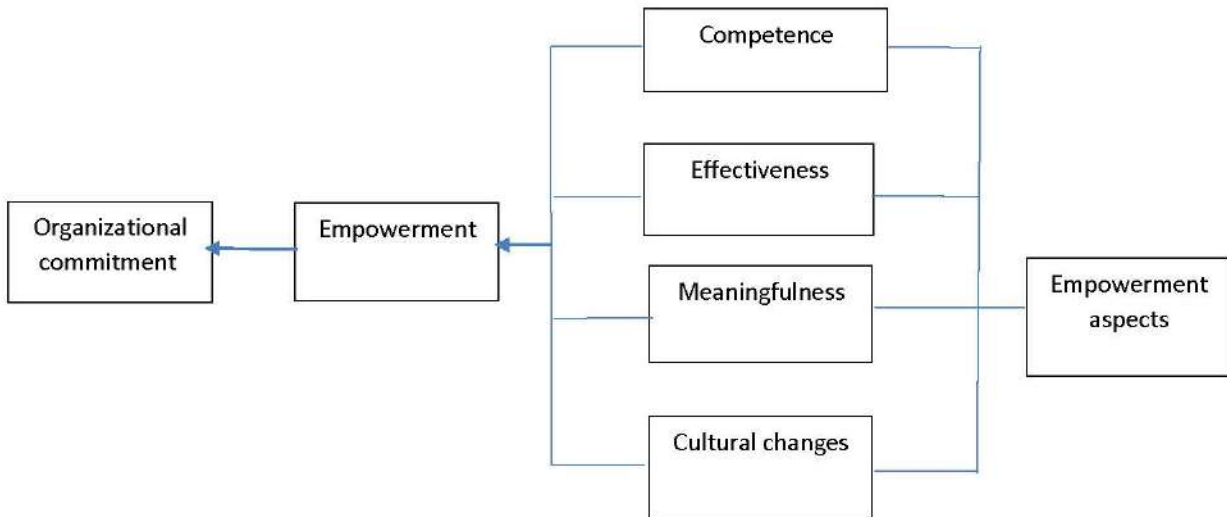 Competence
Effectiveness
Organizational
commitment
Empowerment
Meaningfulness
Empowerment
aspects
Cultural changes